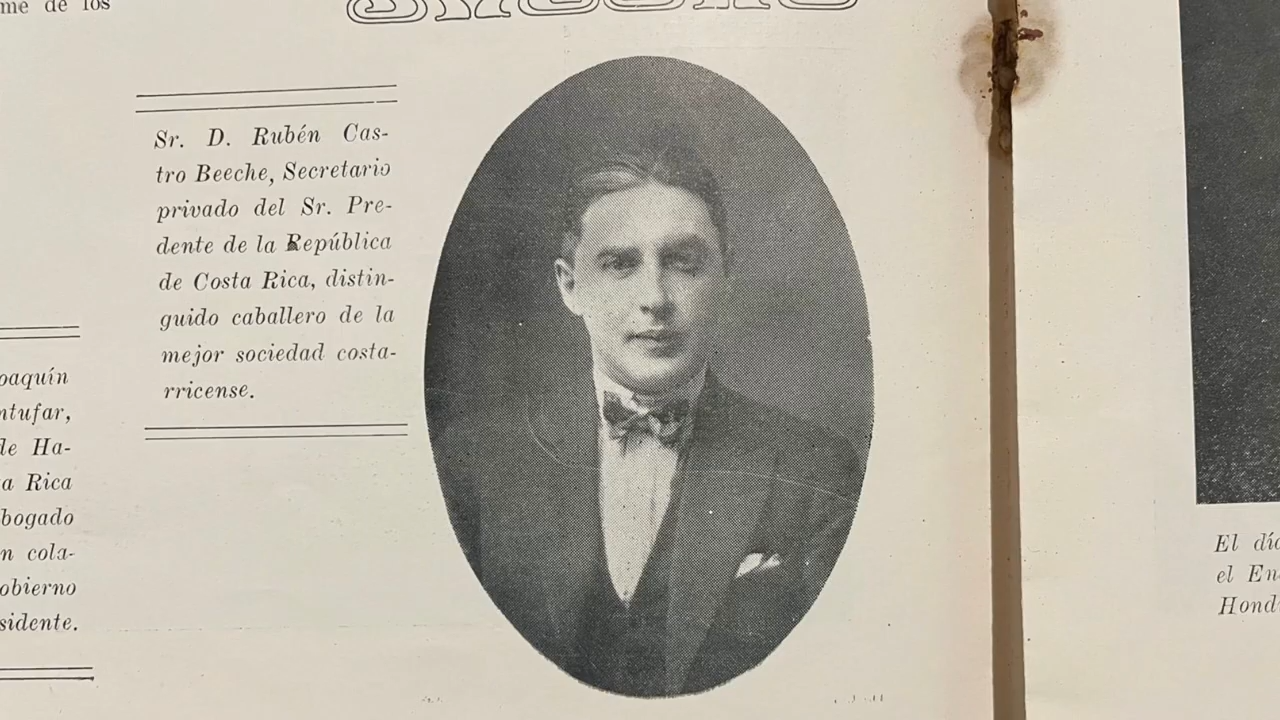 me de los
Sr. D. Rubén Cas-
tro Beeche, Secretario
privado del Sr. Pre-
dente de la República
de Costa Rica, distin-
guido caballero de la
mejor sociedad costa-
rricense.
oaquín
ntufar,
de Ha-
a Rica
bogado
n cola-
obierno
sidente.
El día
el En
Hond